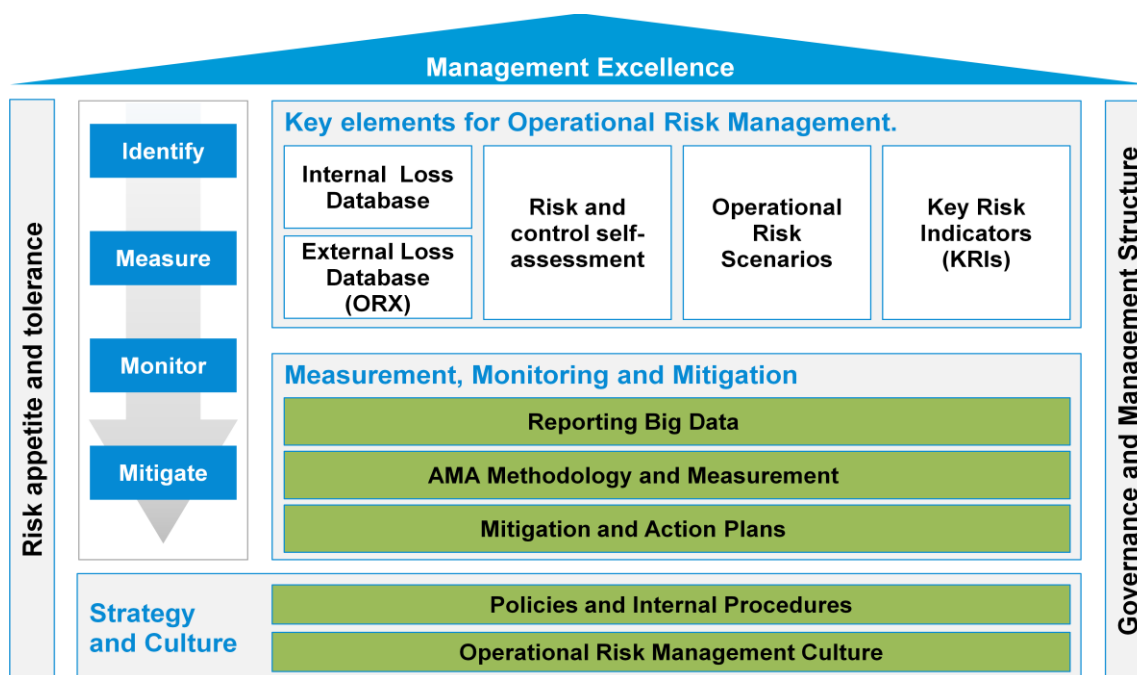 Management Excellence
Risk appetite and tolerance
Identify
Measure
Monitor
Mitigate
Key elements for Operational Risk Management.
Internal Loss
Database
External Loss
Database
(ORX)
Risk and
control self-
assessment
Operational
Risk
Scenarios
Key Risk
Indicators
(KRIs)
Measurement, Monitoring and Mitigation
Reporting Big Data
AMA Methodology and Measurement
Mitigation and Action Plans
Strategy
and Culture
Policies and Internal Procedures
Operational Risk Management Culture
Governance and Management Structure